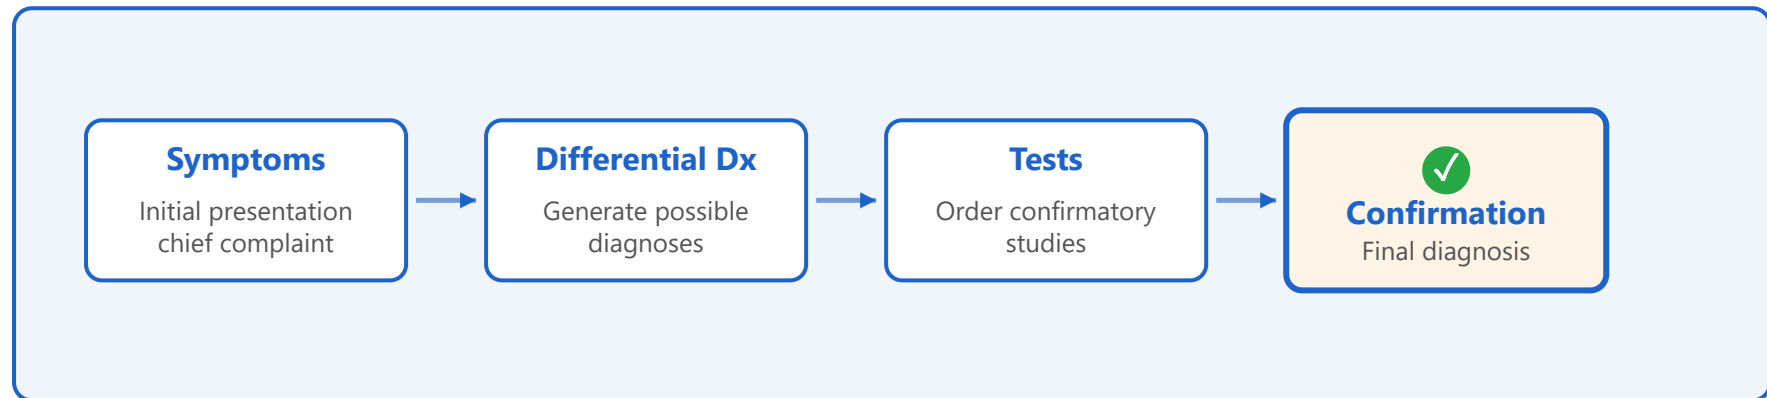 Symptoms
Initial presentation
chief complaint
Differential Dx
Generate possible
diagnoses
Tests
Order confirmatory
studies
Confirmation
Final diagnosis